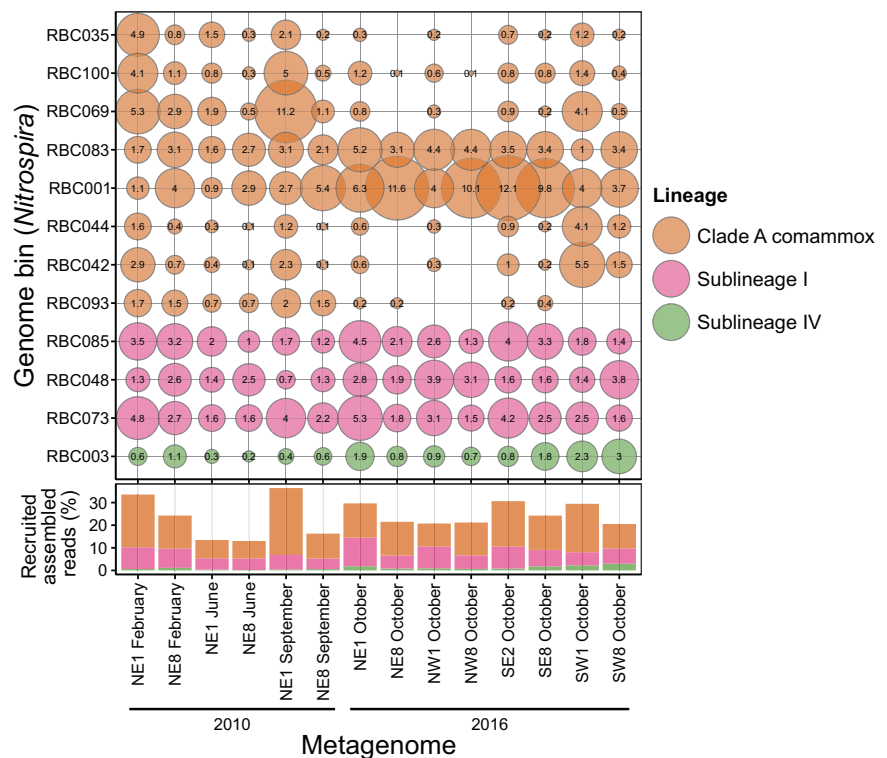 RBC035 4.9 0.8 1.5 0.3 2.1 0.2 0.3 0.2 0.7 0.2 1.2 0.2
RBC100 4.1 1.1 0.8 0.3 5 0.5 1.2 0.1 0.6 0.1 0.8 0.8 1.4 0.4
RBC069 5.3 2.9 1.9 0.5 11.2 1.1 0.8 0.3 0.9 0.2 4.1 0.5
RBC083 1.7 3.1 1.6 2.7 3.1 2.1 5.2 3.1 4.4 4.4 3.5 3.4 1 3.4
RBC001 1.1 4 0.9 2.9 2.7 5.4 6.3 11.6 4 10.1 12.1 9.8 4 3.7
RBC044 1.6 0.4 0.3 0.1 1.2 0.1 0.6 0.3 0.9 0.2 4.1 1.2
RBC042 2.9 0.7 0.4 0.1 2.3 0.1 0.6 0.3 1 0.2 5.5 1.5
RBC093 1.7 1.5 0.7 0.7 2 1.5 0.2 0.2 0.2 0.4
RBC085 3.5 3.2 2 1 1.7 1.2 4.5 2.1 2.6 1.3 4 3.3 1.8 1.4
RBC048 1.3 2.6 1.4 2.5 0.7 1.3 2.8 1.9 3.9 3.1 1.6 1.6 1.4 3.8
RBC073 4.8 2.7 1.6 1.6 4 2.2 5.3 1.8 3.1 1.5 4.2 2.5 2.5 1.6
RBC003 0.6 1.1 0.3 0.2 0.4 0.6 1.9 0.8 0.9 0.7 0.8 1.8 2.3 3
Genome bin (Nitrospira)
Lineage
Clade A comammox
Sublineage I
Sublineage IV
Recruited
assembled
reads (%)
30
20
10
0
NE1 February
NE8 February
NE1 June
NE8 June
NE1 September
NE8 September
NE1 Otober
NE8 October
NW1 October
NW8 October
SE2 October
SE8 October
SW1 October
SW8 October
2010
2016
Metagenome